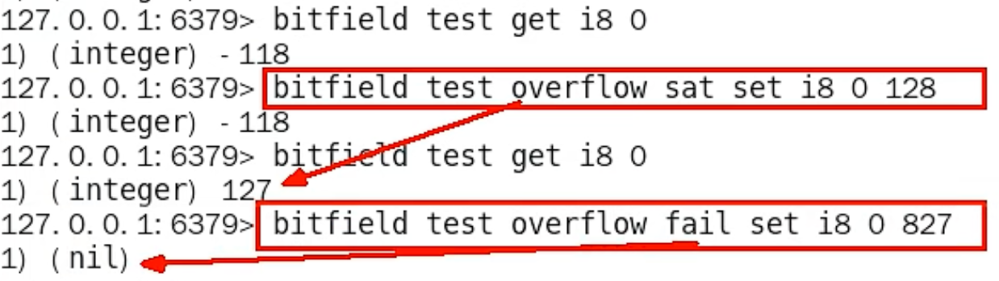 127.0.0.1:6379> bitfield test get i8 0
1) (integer) -118
127.0.0.1:6379> bitfield test overflow sat set i8 0 128
1) (integer) -118
127.0.0.1:6379> bitfield test get i8 0
1) (integer) 127
127.0.0.1:6379> bitfield test overflow fail set i8 0 827
1) (nil)